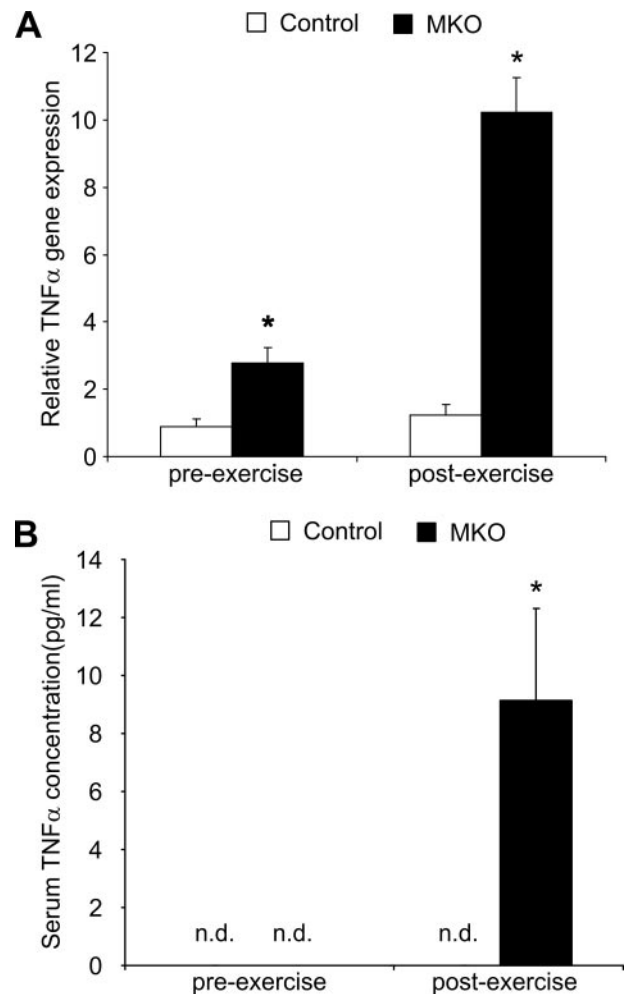 A
Control MKO
Relative TNFα gene expression
12
10
8
6
4
2
0
*
*
pre-exercise post-exercise
B
Control MKO
Serum TNFα concentration(pg/ml)
14
12
10
8
6
4
2
0
*
n.d. n.d. n.d.
pre-exercise post-exercise